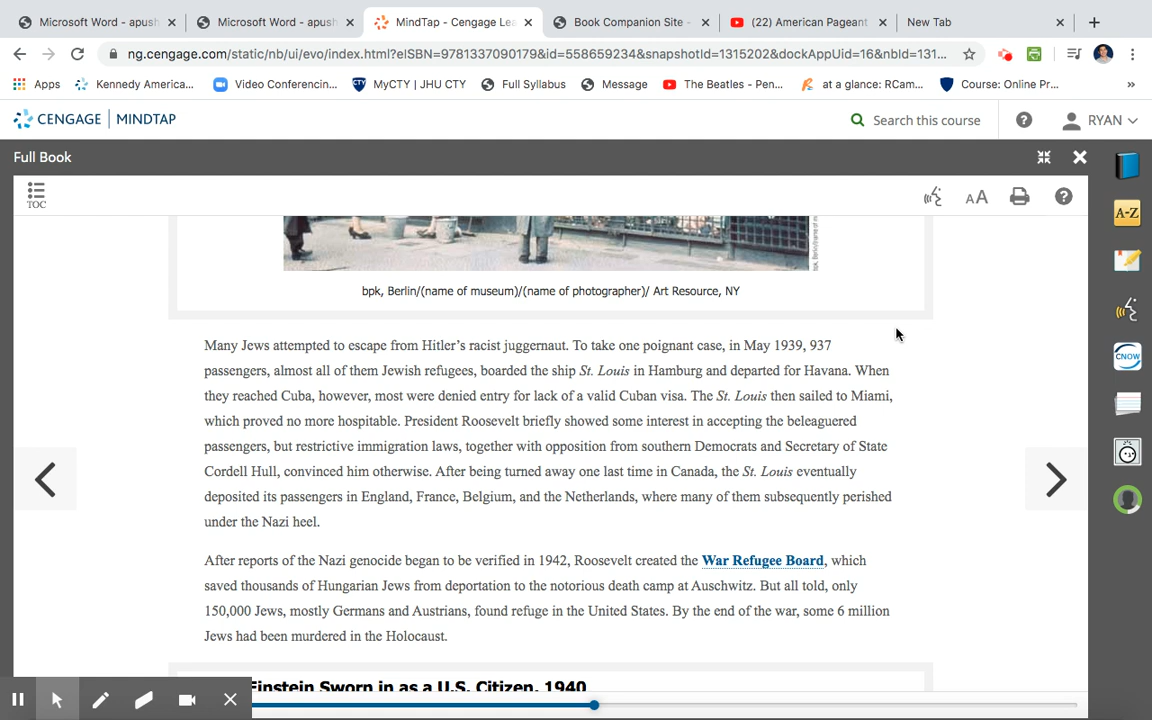 Microsoft Word - apush
Microsoft Word - apush
MindTap - Cengage Lea
Book Companion Site -
(22) American Pageant
New Tab
ng.cengage.com/static/nb/ui/evo/index.html?eISBN=9781337090179&id=558659234&snapshotId=1315202&dockAppUid=16&nbId=131...
Apps
Kennedy America...
Video Conferencin...
MyCTY | JHU CTY
Full Syllabus
Message
The Beatles - Pen...
at a glance: RCam...
Course: Online Pr...
»
CENGAGE | MINDTAP
Search this course
RYAN
Full Book
TOC
AA
A-Z
CNOW
bpk, Berlin/(name of museum)/(name of photographer)/ Art Resource, NY
Many Jews attempted to escape from Hitler's racist juggernaut. To take one poignant case, in May 1939, 937
passengers, almost all of them Jewish refugees, boarded the ship St. Louis in Hamburg and departed for Havana. When
they reached Cuba, however, most were denied entry for lack of a valid Cuban visa. The St. Louis then sailed to Miami,
which proved no more hospitable. President Roosevelt briefly showed some interest in accepting the beleaguered
passengers, but restrictive immigration laws, together with opposition from southern Democrats and Secretary of State
Cordell Hull, convinced him otherwise. After being turned away one last time in Canada, the St. Louis eventually
deposited its passengers in England, France, Belgium, and the Netherlands, where many of them subsequently perished
under the Nazi heel.
After reports of the Nazi genocide began to be verified in 1942, Roosevelt created the War Refugee Board, which
saved thousands of Hungarian Jews from deportation to the notorious death camp at Auschwitz. But all told, only
150,000 Jews, mostly Germans and Austrians, found refuge in the United States. By the end of the war, some 6 million
Jews had been murdered in the Holocaust.
Einstein Sworn in as a U.S. Citizen, 1940